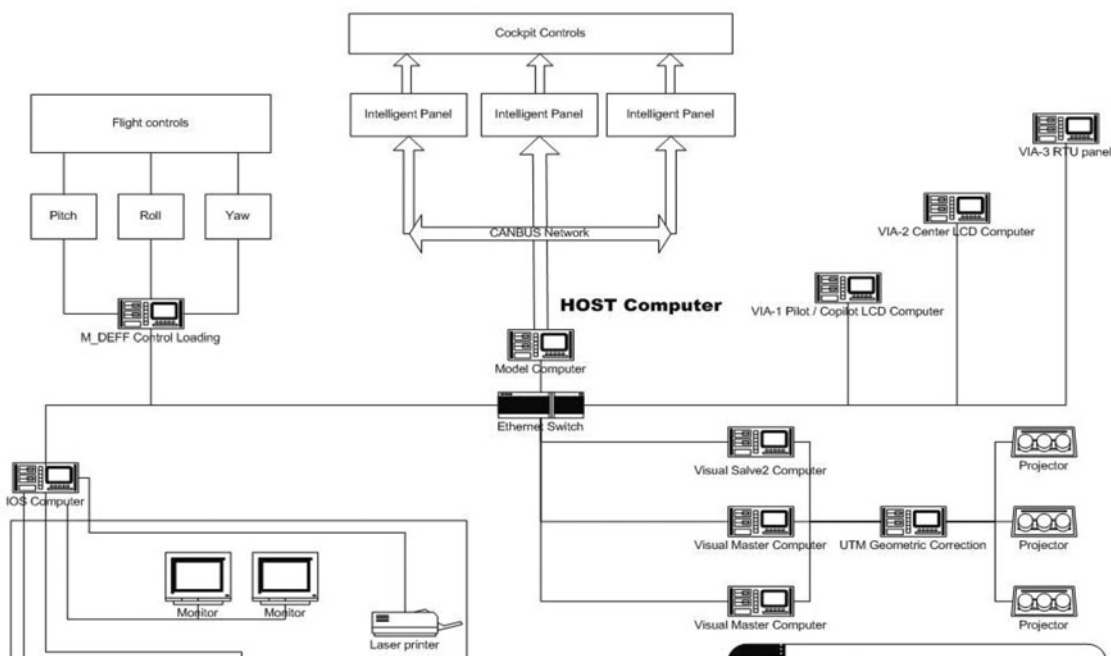 Cockpit Controls
Intelligent Panel
Intelligent Panel
Intelligent Panel
Flight controls
VIA-3 RTU panel
Pitch
Roll
Yaw
VIA-2 Center LCD Computer
CANBUS Network
HOST Computer
VIA-1 Pilot / Copilot LCD Computer
M_DEFF Control Loading
Model Computer
Ethernet Switch
Visual Salve2 Computer
Projector
IOS Computer
Visual Master Computer
UTM Geometric Correction
Projector
Monitor
Monitor
Visual Master Computer
Projector
Laser printer